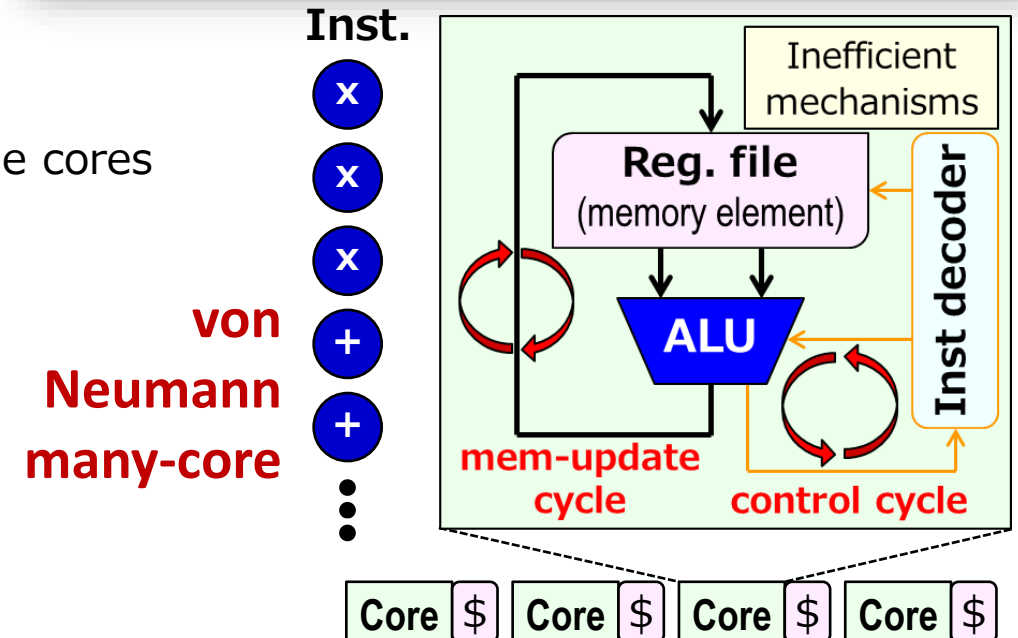 Inst.
x
x
x
+
+
e cores
von
Neumann
many-core
Inefficient
mechanisms
Reg. file
(memory element)
Inst decoder
ALU
mem-update
cycle
control cycle
Core $ Core $ Core $ Core $